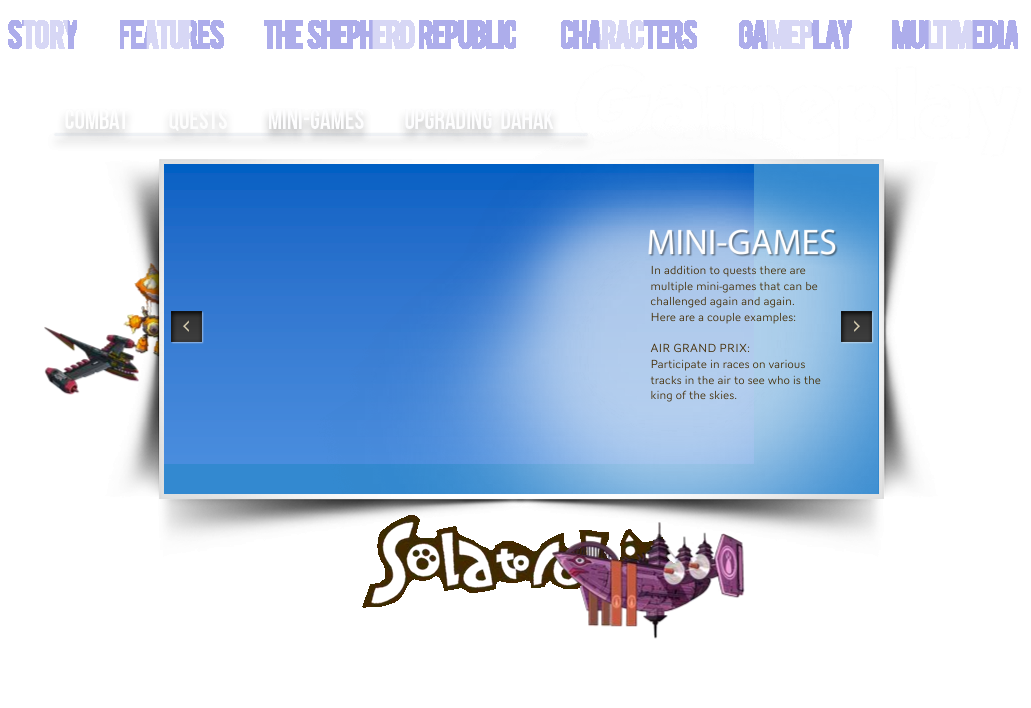 STORY FEATURES THE SHEPHERD REPUBLIC CHARACTERS GAMEPLAY MULTIMEDIA
COMBAT QUESTS MINI-GAMES UPGRADING DAHAK
MINI-GAMES
In addition to quests there are
multiple mini-games that can be
challenged again and again.
Here are a couple examples:
AIR GRAND PRIX:
Participate in races on various
tracks in the air to see who is the
king of the skies.
Solatorobo